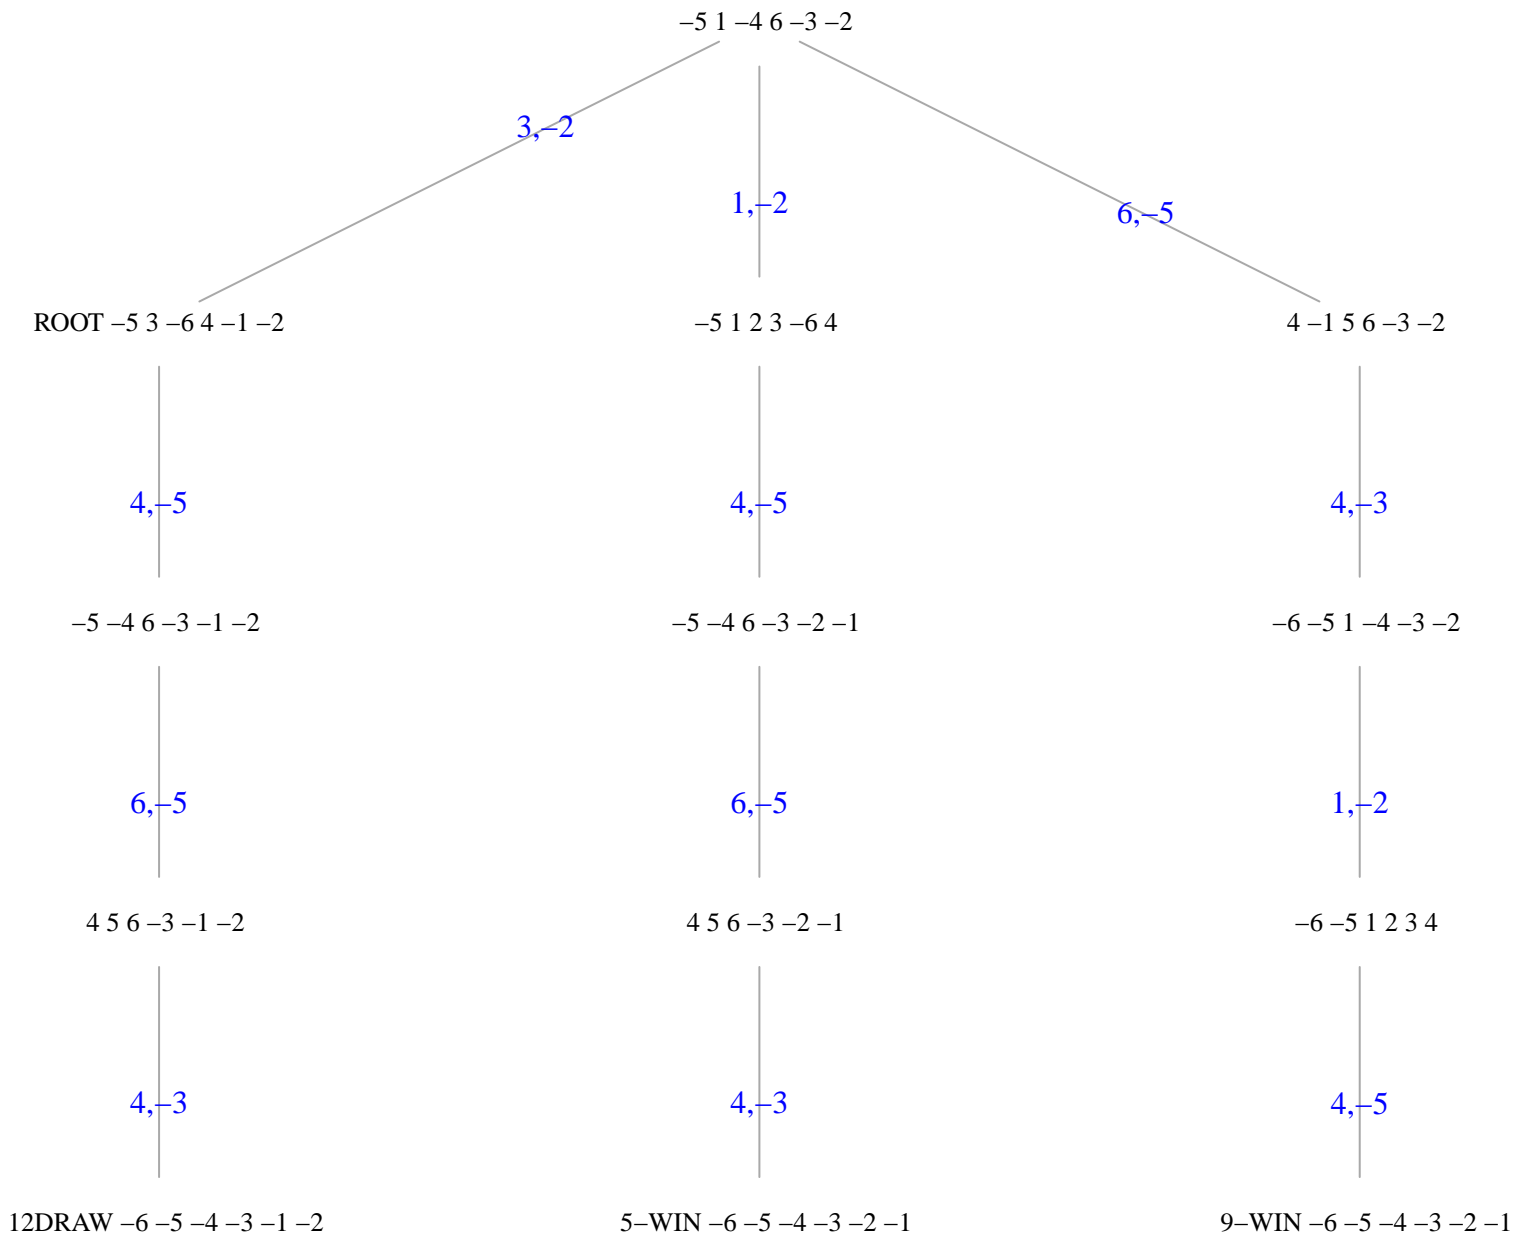 –5 1 –4 6 –3 –2
3,–2
1,–2
6,–5
ROOT –5 3 –6 4 –1 –2
–5 1 2 3 –6 4
4 –1 5 6 –3 –2
4,–5
4,–5
4,–3
–5 –4 6 –3 –1 –2
–5 –4 6 –3 –2 –1
–6 –5 1 –4 –3 –2
6,–5
6,–5
1,–2
4 5 6 –3 –1 –2
4 5 6 –3 –2 –1
–6 –5 1 2 3 4
4,–3
4,–3
4,–5
12DRAW –6 –5 –4 –3 –1 –2
5–WIN –6 –5 –4 –3 –2 –1
9–WIN –6 –5 –4 –3 –2 –1